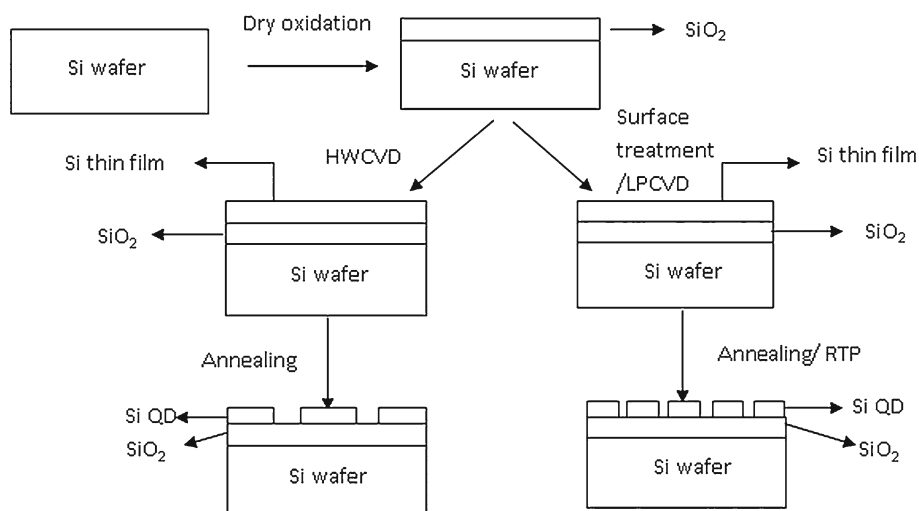 Dry oxidation
Si wafer
SiO₂
Si wafer
HWCVD
Surface
treatment
/LPCVD
Si thin film
SiO₂
Si wafer
Si thin film
SiO₂
Si wafer
Annealing
Annealing/ RTP
Si QD
SiO₂
Si wafer
Si QD
SiO₂
Si wafer